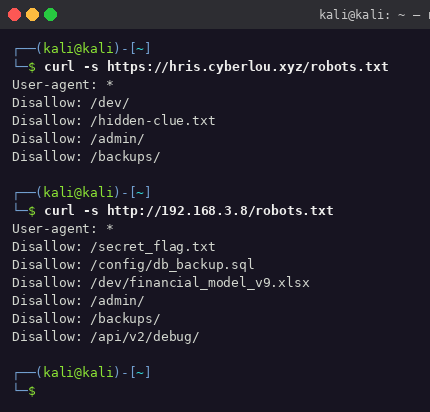 kali@kali: ~ —
┌──(kali@kali)-[~]
└─$ curl -s https://hris.cyberlou.xyz/robots.txt
User-agent: *
Disallow: /dev/
Disallow: /hidden-clue.txt
Disallow: /admin/
Disallow: /backups/
┌──(kali@kali)-[~]
└─$ curl -s http://192.168.3.8/robots.txt
User-agent: *
Disallow: /secret_flag.txt
Disallow: /config/db_backup.sql
Disallow: /dev/financial_model_v9.xlsx
Disallow: /admin/
Disallow: /backups/
Disallow: /api/v2/debug/
┌──(kali@kali)-[~]
└─$